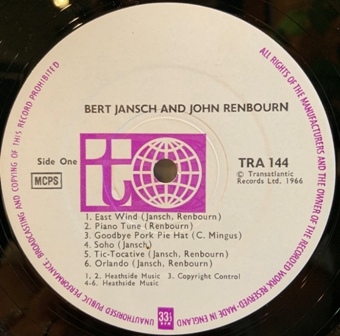 ALL RIGHTS OF THE MANUFACTURERS AND THE OWNER OF THE RECORDED WORK RESERVED-MADE IN ENGLAND
UNAUTHORISED PUBLIC PERFORMANCE, BROADCASTING AND COPYING OF THIS RECORD PROHIBITED
BERT JANSCH AND JOHN RENBOURN
Side One
MCPS
TRA 144
© Transatlantic
Records Ltd. 1966
1. East Wind (Jansch, Renbourn)
2. Piano Tune (Jansch, Renbourn)
3. Goodbye Pork Pie Hat (C. Mingus)
4. Soho (Jansch)
5. Tic-Tocative (Jansch, Renbourn)
6. Orlando (Jansch, Renbourn)
1, 2. Heathside Music 3. Copyright Control
4-6. Heathside Music
33⅓
RPM